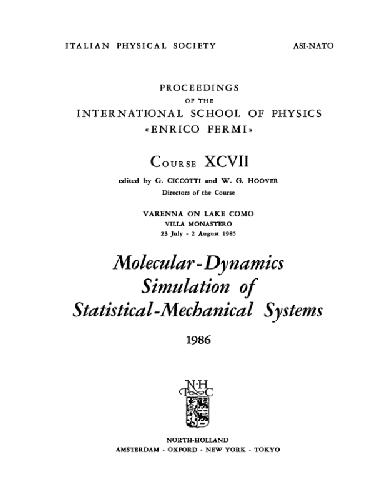 ITALIAN PHYSICAL SOCIETY ASI-NATO
PROCEEDINGS
OF THE
INTERNATIONAL SCHOOL OF PHYSICS
«ENRICO FERMI»
COURSE XCVII
edited by G. CICCOTTI and W. G. HOOVER
Directors of the Course
VARENNA ON LAKE COMO
VILLA MONASTERO
23 July - 2 August 1985
Molecular-Dynamics
Simulation of
Statistical-Mechanical Systems
1986
N·H
P C
NORTH-HOLLAND
AMSTERDAM - OXFORD - NEW YORK - TOKYO